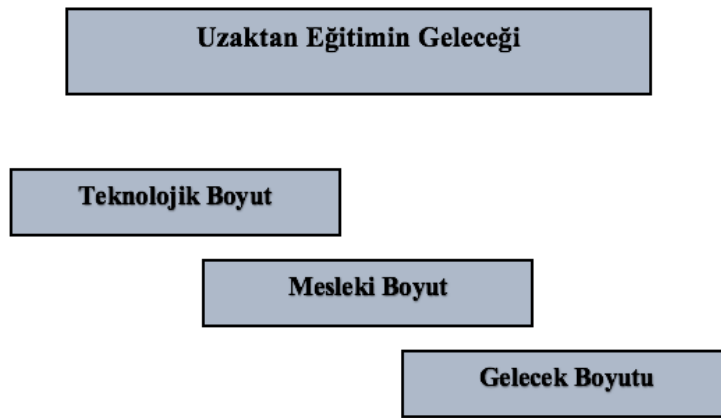 Uzaktan Eğitimin Geleceği
Teknolojik Boyut
Mesleki Boyut
Gelecek Boyutu